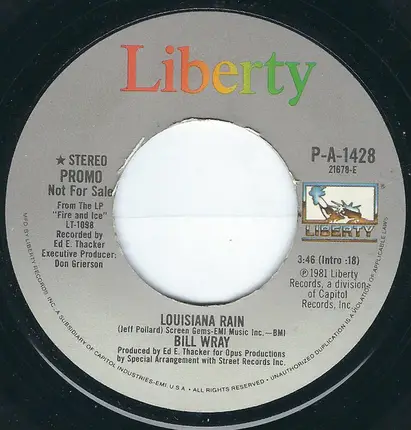 Liberty
★ STEREO
PROMO
Not For Sale
From The LP
"Fire and Ice"
LT-1098
Recorded by
Ed E. Thacker
Executive Producer:
Don Grierson
P-A-1428
21678-E
LIBERTY
®
3:46 (Intro :18)
℗ 1981 Liberty
Records, a division
of Capitol
Records, Inc.
LOUISIANA RAIN
(Jeff Pollard) Screen Gems-EMI Music Inc.—BMI
BILL WRAY
Produced by Ed E. Thacker for Opus Productions
by Special Arrangement with Street Records Inc.
MFD. BY LIBERTY RECORDS, INC. A SUBSIDIARY OF CAPITOL INDUSTRIES-EMI. U.S.A. • ALL RIGHTS RESERVED. • UNAUTHORIZED DUPLICATION IS A VIOLATION OF APPLICABLE LAWS.